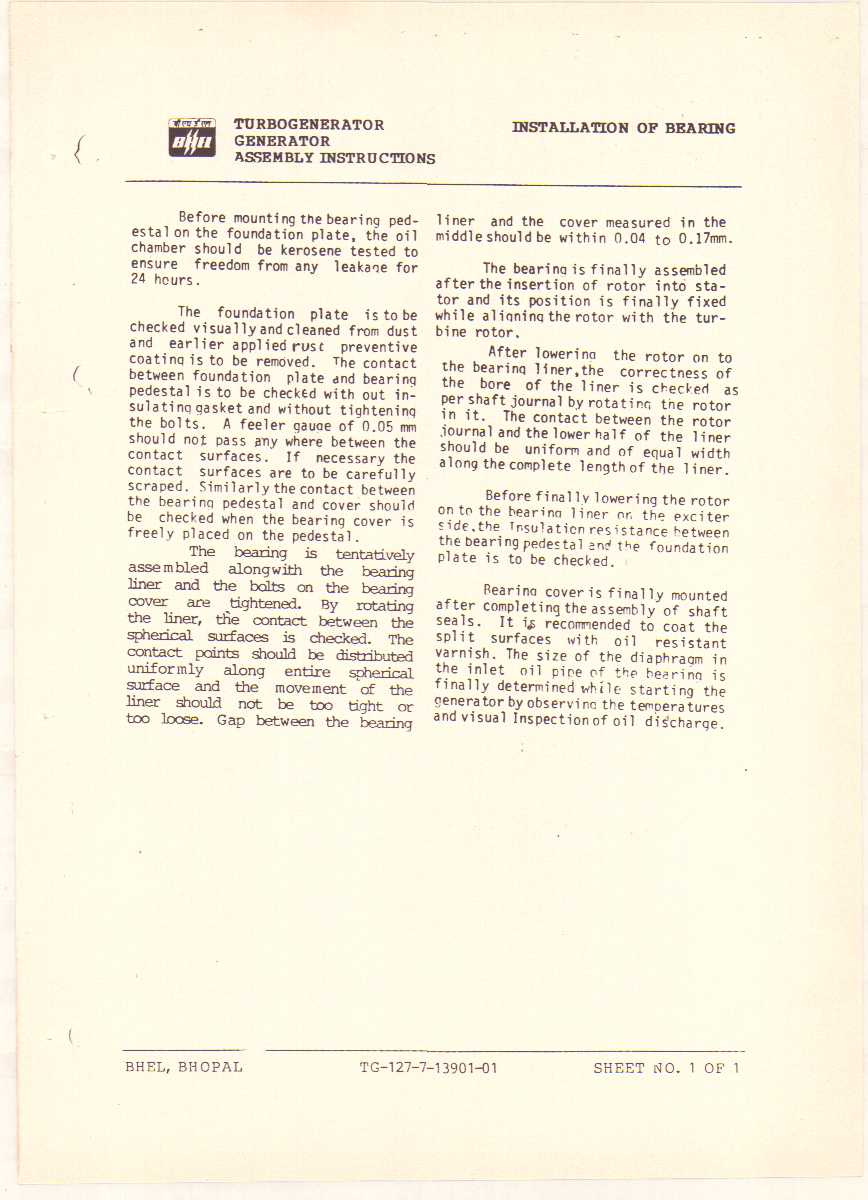 बी एच ई एल
BHEL
TURBOGENERATOR
GENERATOR
ASSEMBLY INSTRUCTIONS
INSTALLATION OF BEARING
Before mounting the bearing ped-
estal on the foundation plate, the oil
chamber should be kerosene tested to
ensure freedom from any leakage for
24 hours.
The foundation plate is to be
checked visually and cleaned from dust
and earlier applied rust preventive
coating is to be removed. The contact
between foundation plate and bearing
pedestal is to be checked with out in-
sulating gasket and without tightening
the bolts. A feeler gauge of 0.05 mm
should not pass any where between the
contact surfaces. If necessary the
contact surfaces are to be carefully
scraped. Similarly the contact between
the bearing pedestal and cover should
be checked when the bearing cover is
freely placed on the pedestal.
The bearing is tentatively
assembled alongwith the bearing
liner and the bolts on the bearing
cover are tightened. By rotating
the liner, the contact between the
spherical surfaces is checked. The
contact points should be distributed
uniformly along entire spherical
surface and the movement of the
liner should not be too tight or
too loose. Gap between the bearing
liner and the cover measured in the
middle should be within 0.04 to 0.17mm.
The bearing is finally assembled
after the insertion of rotor into sta-
tor and its position is finally fixed
while aligning the rotor with the tur-
bine rotor.
After lowering the rotor on to
the bearing liner,the correctness of
the bore of the liner is checked as
per shaft journal by rotating the rotor
in it. The contact between the rotor
journal and the lower half of the liner
should be uniform and of equal width
along the complete length of the liner.
Before finally lowering the rotor
on to the bearing liner on the exciter
side,the Insulation resistance between
the bearing pedestal and the foundation
plate is to be checked.
Bearing cover is finally mounted
after completing the assembly of shaft
seals. It is recommended to coat the
split surfaces with oil resistant
varnish. The size of the diaphragm in
the inlet oil pipe of the bearing is
finally determined while starting the
generator by observing the temperatures
and visual Inspection of oil discharge.
BHEL, BHOPAL
TG-127-7-13901-01
SHEET NO. 1 OF 1